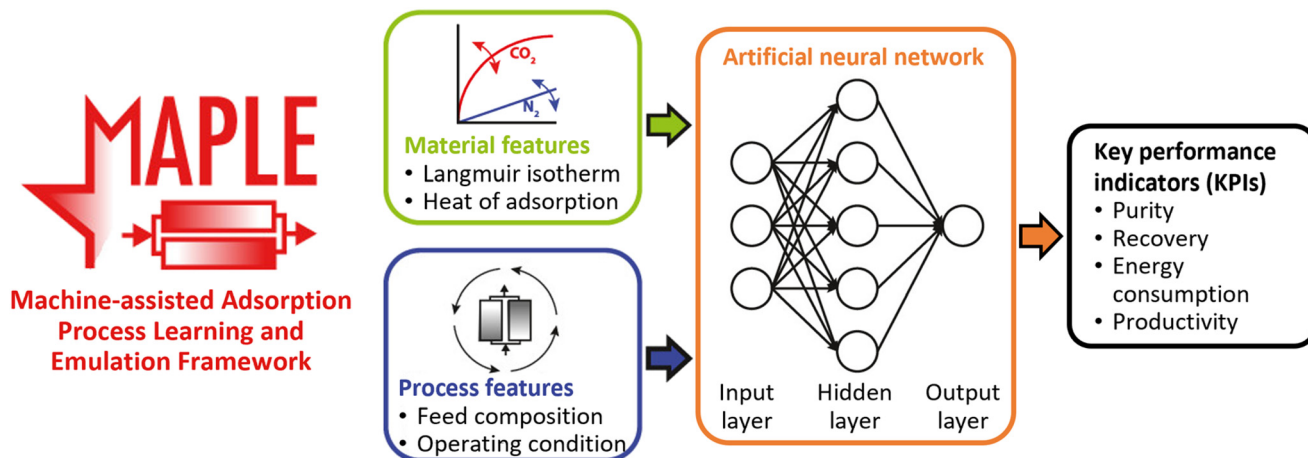 MAPLE
Machine-assisted Adsorption
Process Learning and
Emulation Framework
CO₂
N₂
Material features
• Langmuir isotherm
• Heat of adsorption
Process features
• Feed composition
• Operating condition
Artificial neural network
Input
layer
Hidden
layer
Output
layer
Key performance
indicators (KPIs)
• Purity
• Recovery
• Energy
consumption
• Productivity